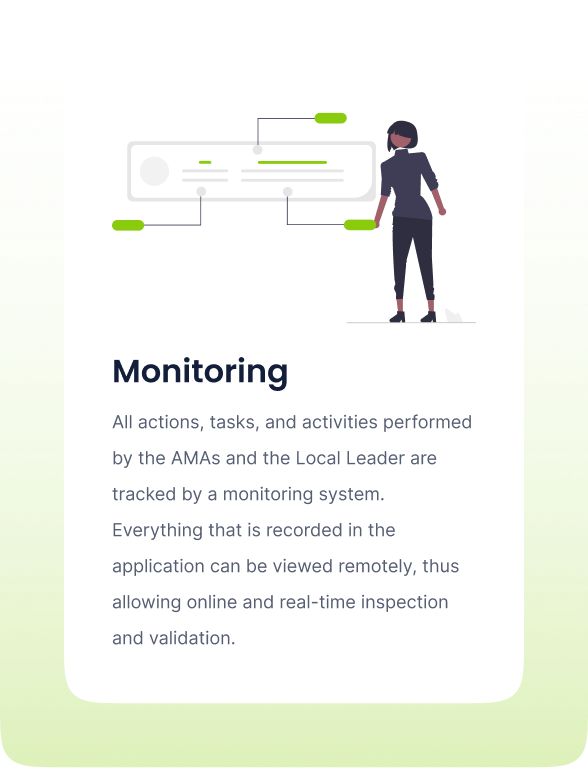 Monitoring
All actions, tasks, and activities performed
by the AMAs and the Local Leader are
tracked by a monitoring system.
Everything that is recorded in the
application can be viewed remotely, thus
allowing online and real-time inspection
and validation.